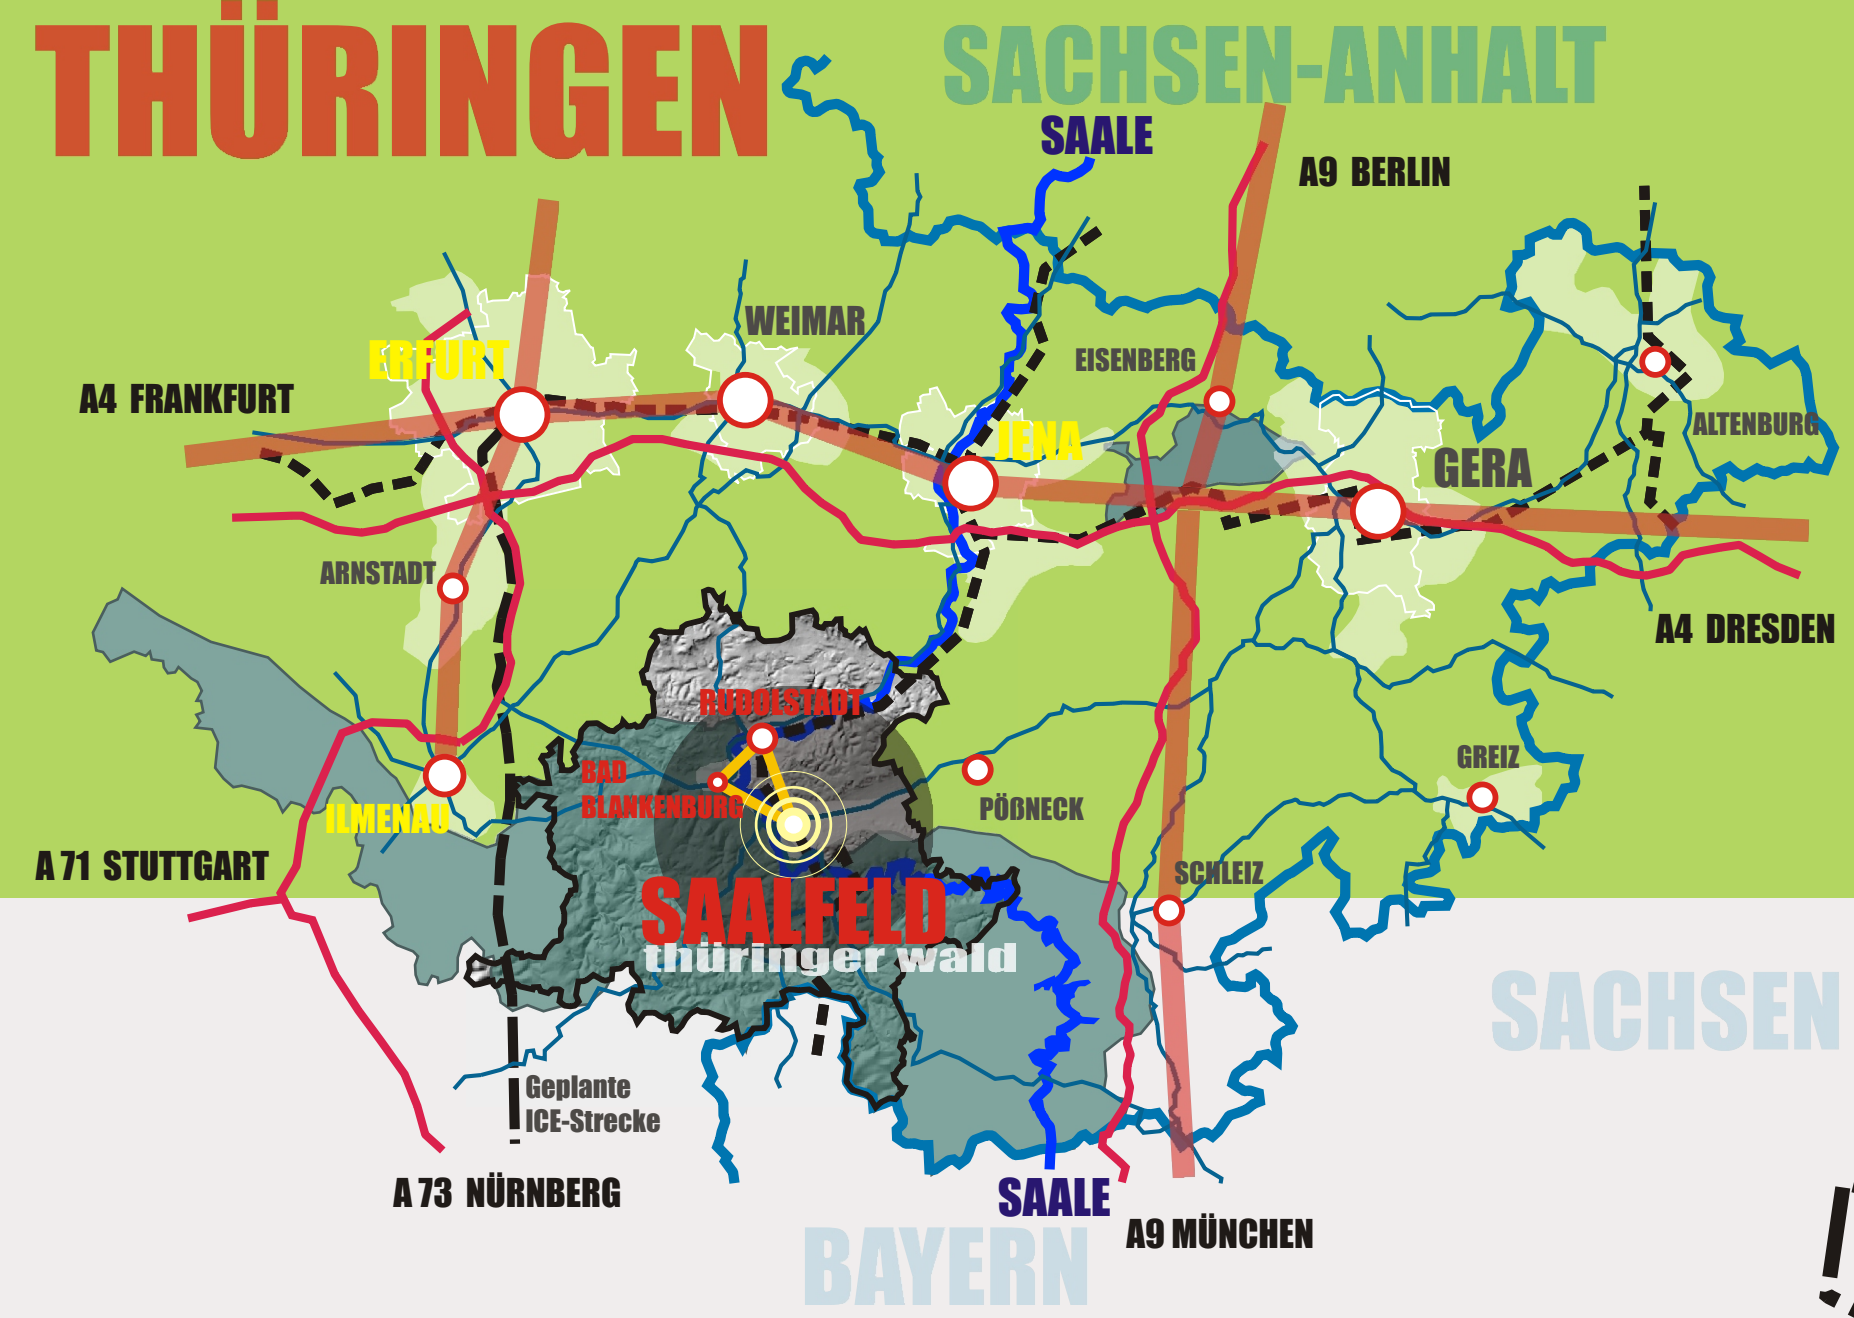 THÜRINGEN
SACHSEN-ANHALT
SAALE
A9 BERLIN
WEIMAR
ERFURT
EISENBERG
A4 FRANKFURT
ALTENBURG
JENA
GERA
ARNSTADT
A4 DRESDEN
RUDOLSTADT
GREIZ
BAD
BLANKENBURG
PÖßNECK
ILMENAU
A 71 STUTTGART
SCHLEIZ
SAALFELD
thüringer wald
SACHSEN
Geplante
ICE-Strecke
A 73 NÜRNBERG
SAALE
A9 MÜNCHEN
BAYERN